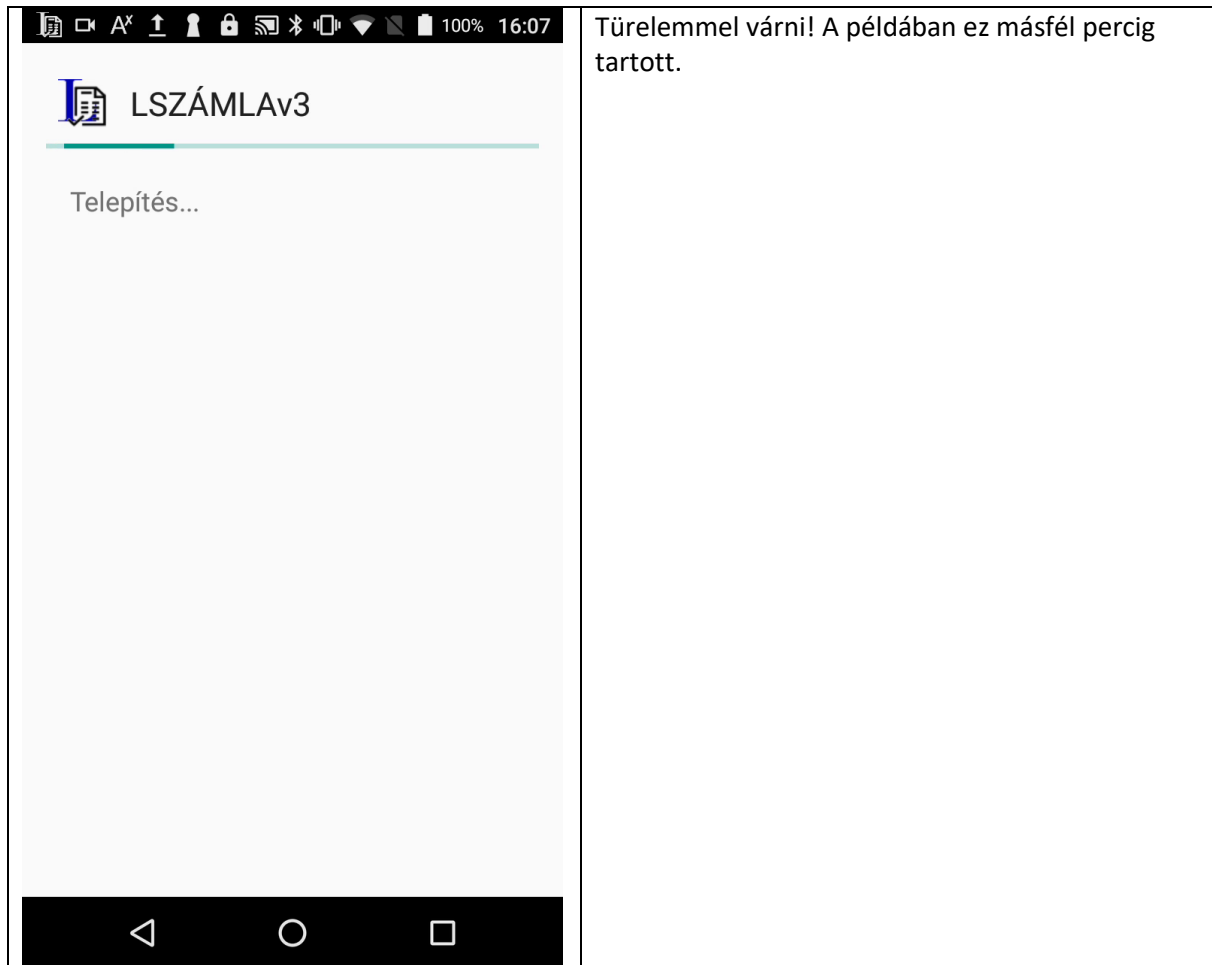 100% 16:07
LSZÁMLAv3
Telepítés...
Türelemmel várni! A példában ez másfél percig
tartott.